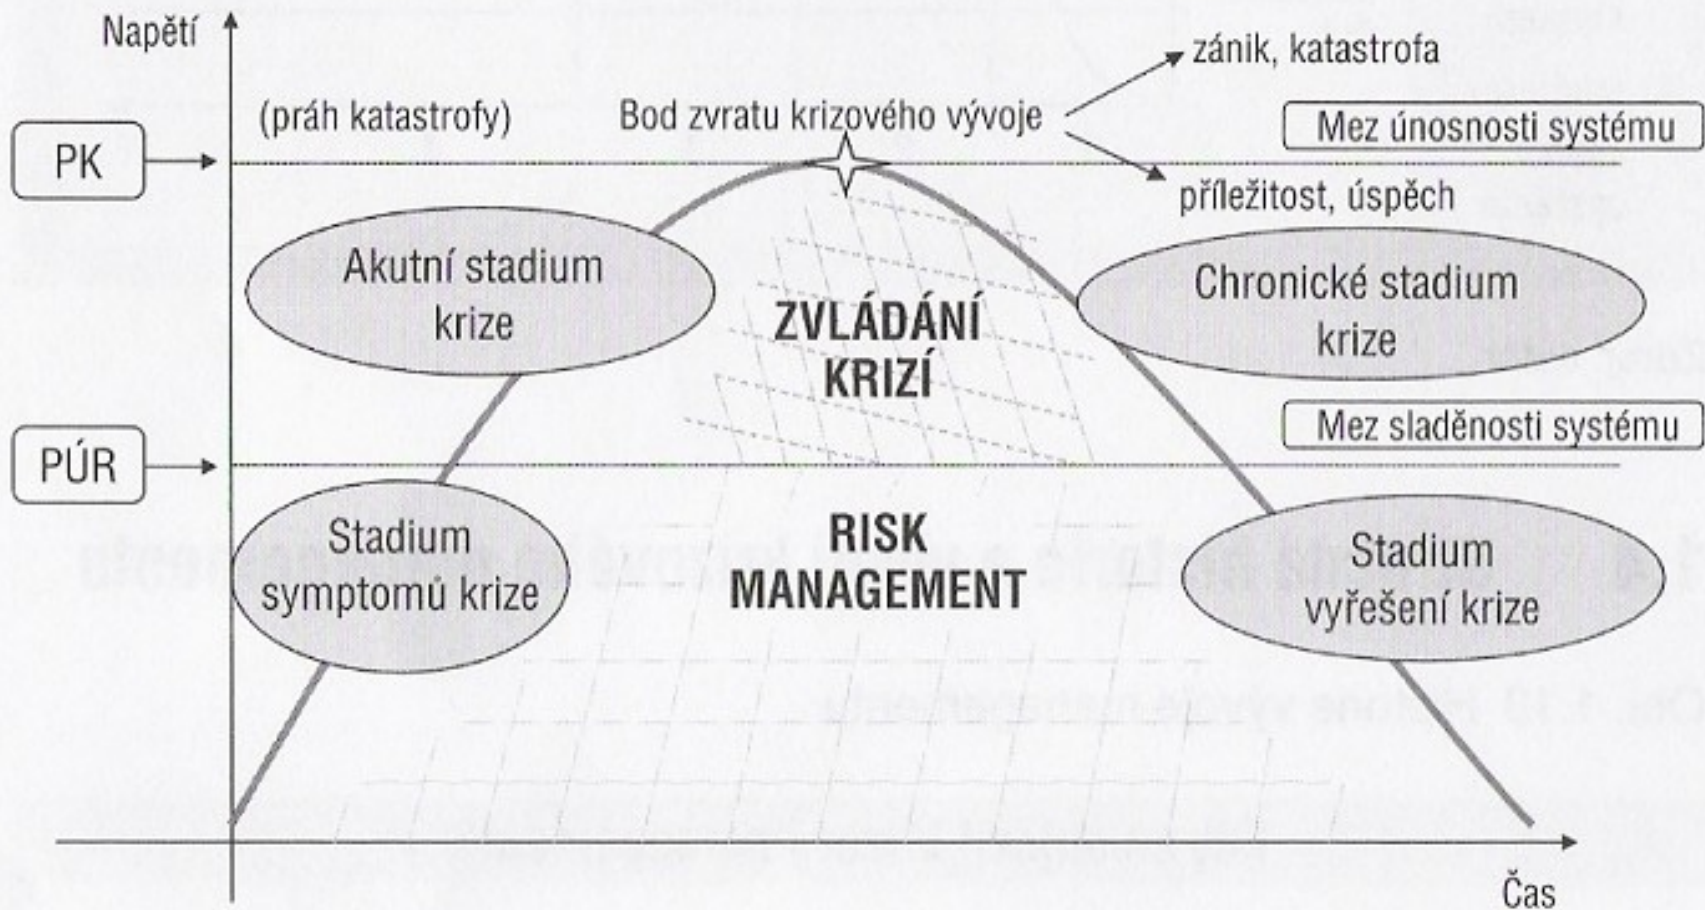 Napětí
zánik, katastrofa
(práh katastrofy)
Bod zvratu krizového vývoje
Mez únosnosti systému
PK
příležitost, úspěch
Akutní stadium
krize
Chronické stadium
krize
ZVLÁDÁNÍ
KRIZÍ
Mez sladěnosti systému
PÚR
Stadium
symptomů krize
RISK
MANAGEMENT
Stadium
vyřešení krize
Čas